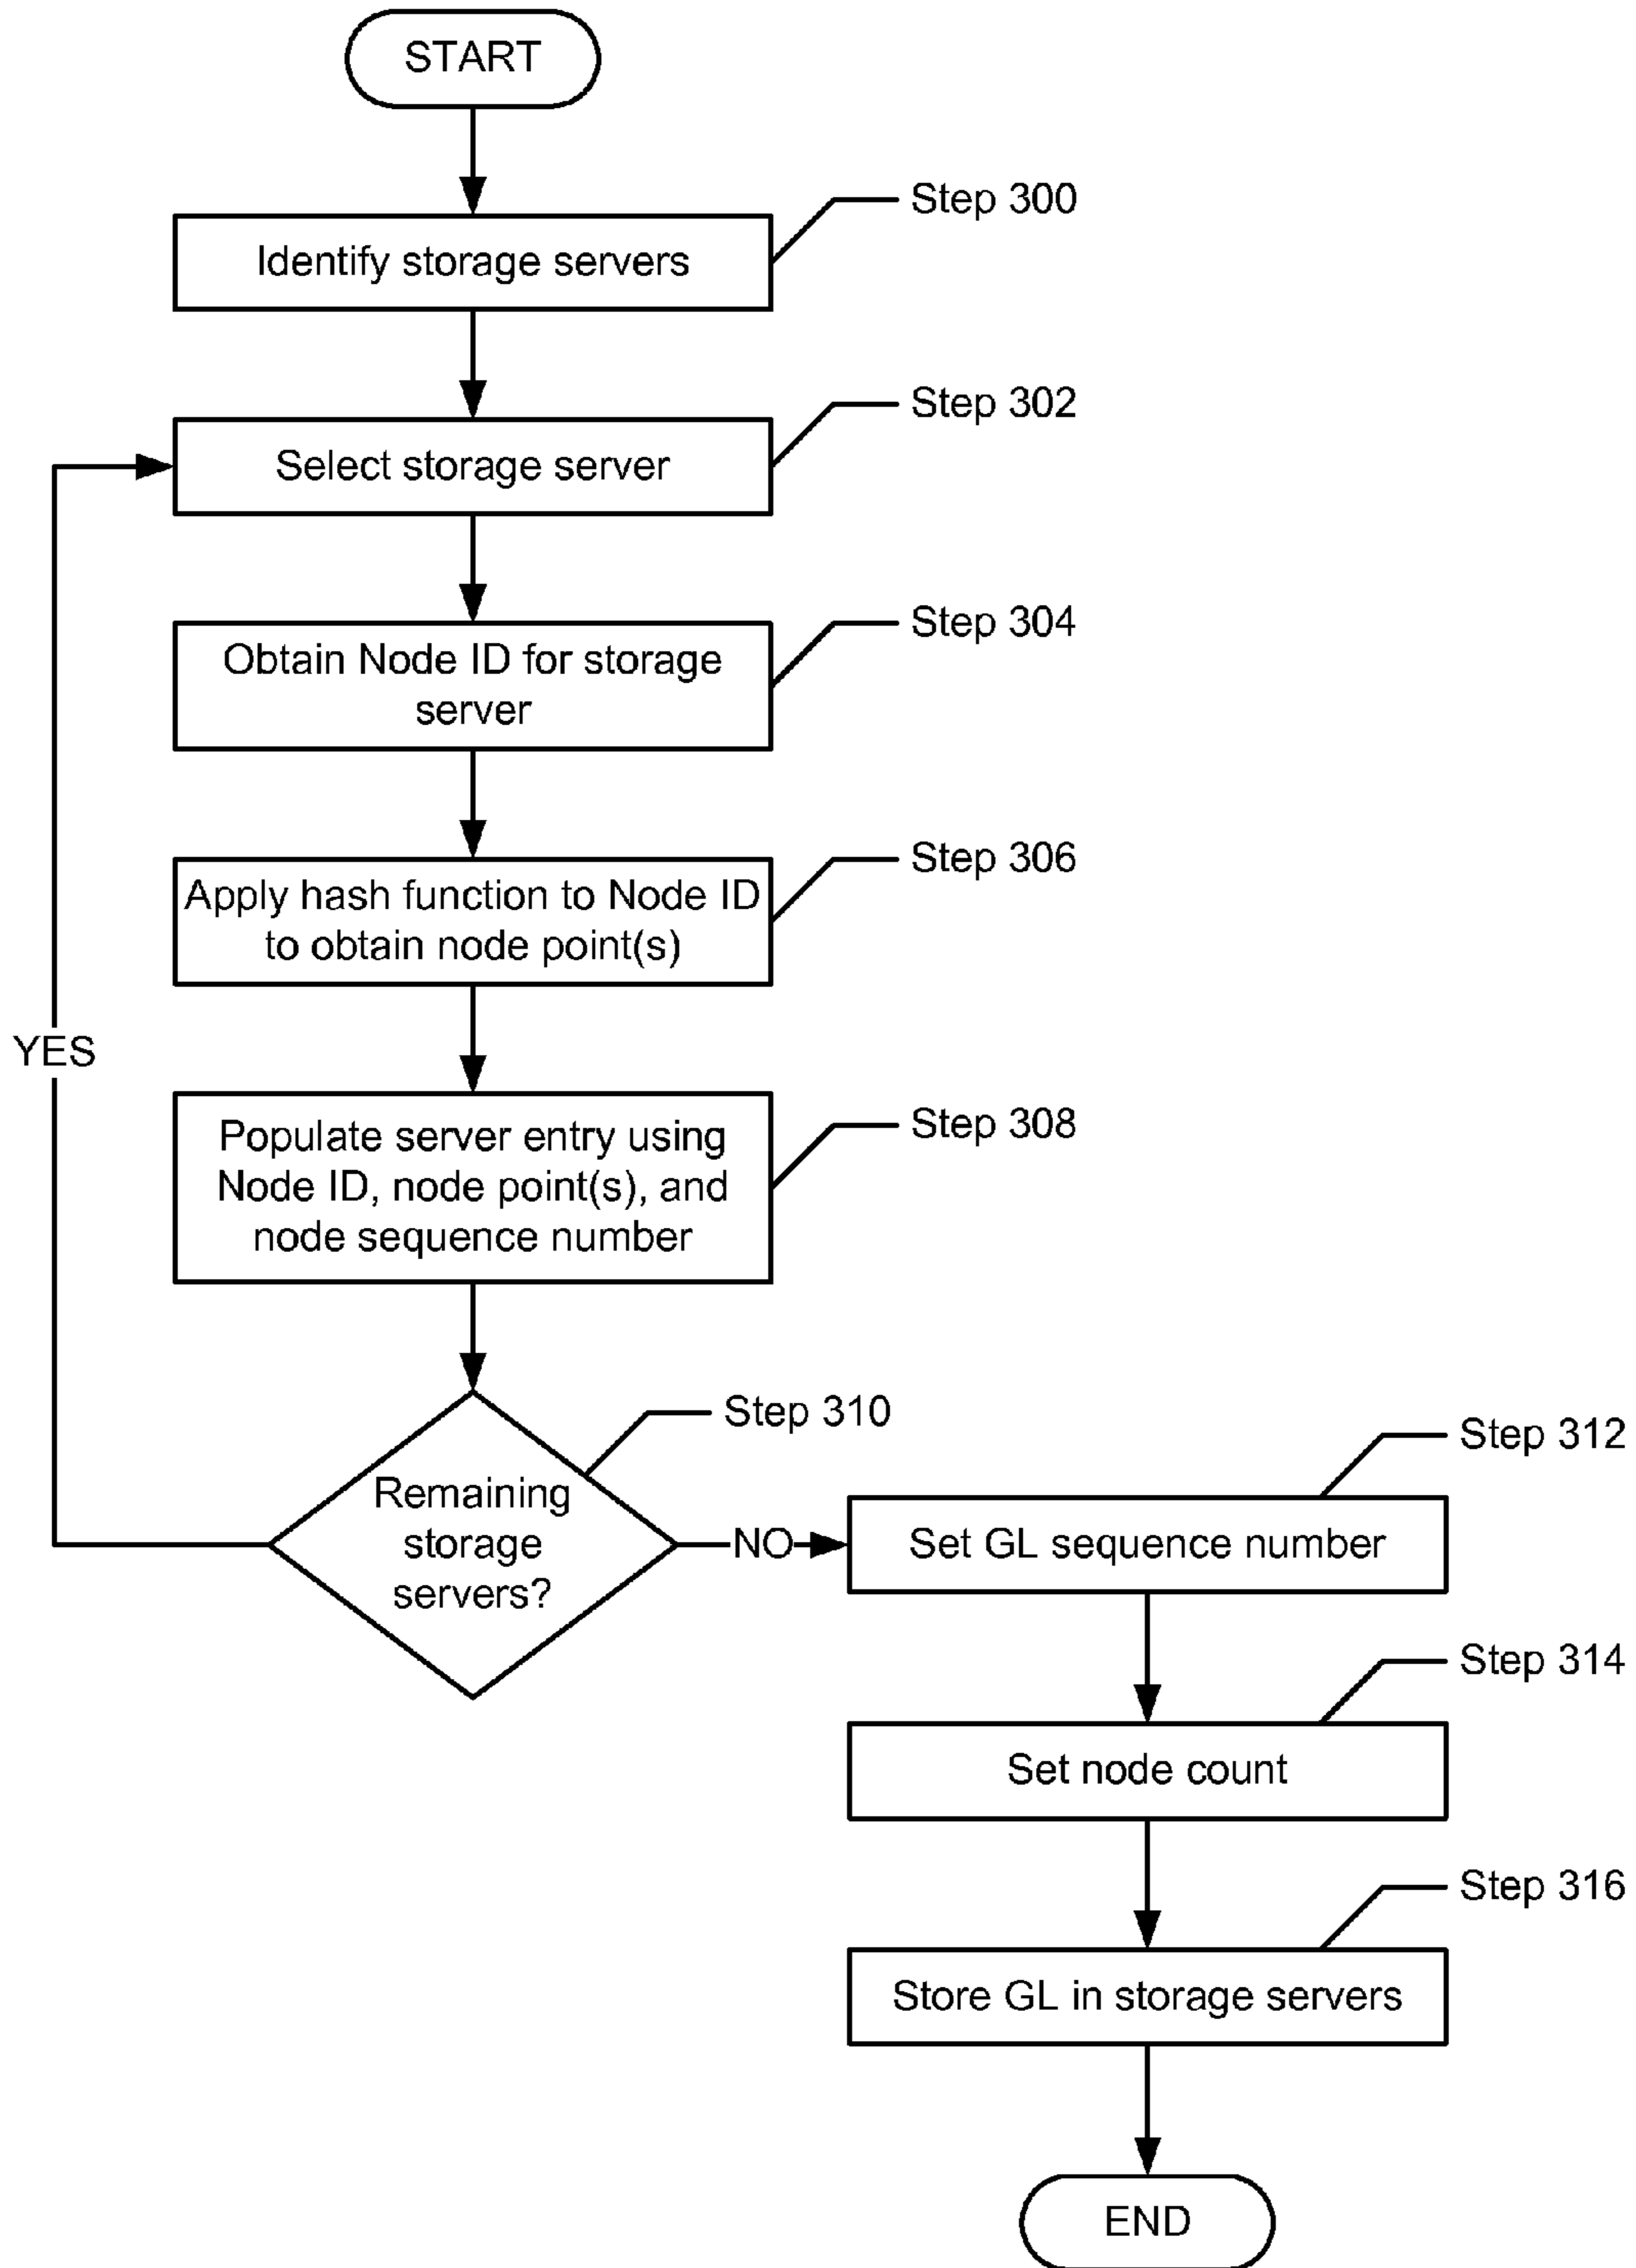 START
Step 300
Identify storage servers
Step 302
Select storage server
Step 304
Obtain Node ID for storage
server
Step 306
Apply hash function to Node ID
to obtain node point(s)
YES
Step 308
Populate server entry using
Node ID, node point(s), and
node sequence number
Step 310
Remaining
storage
servers?
NO
Step 312
Set GL sequence number
Step 314
Set node count
Step 316
Store GL in storage servers
END